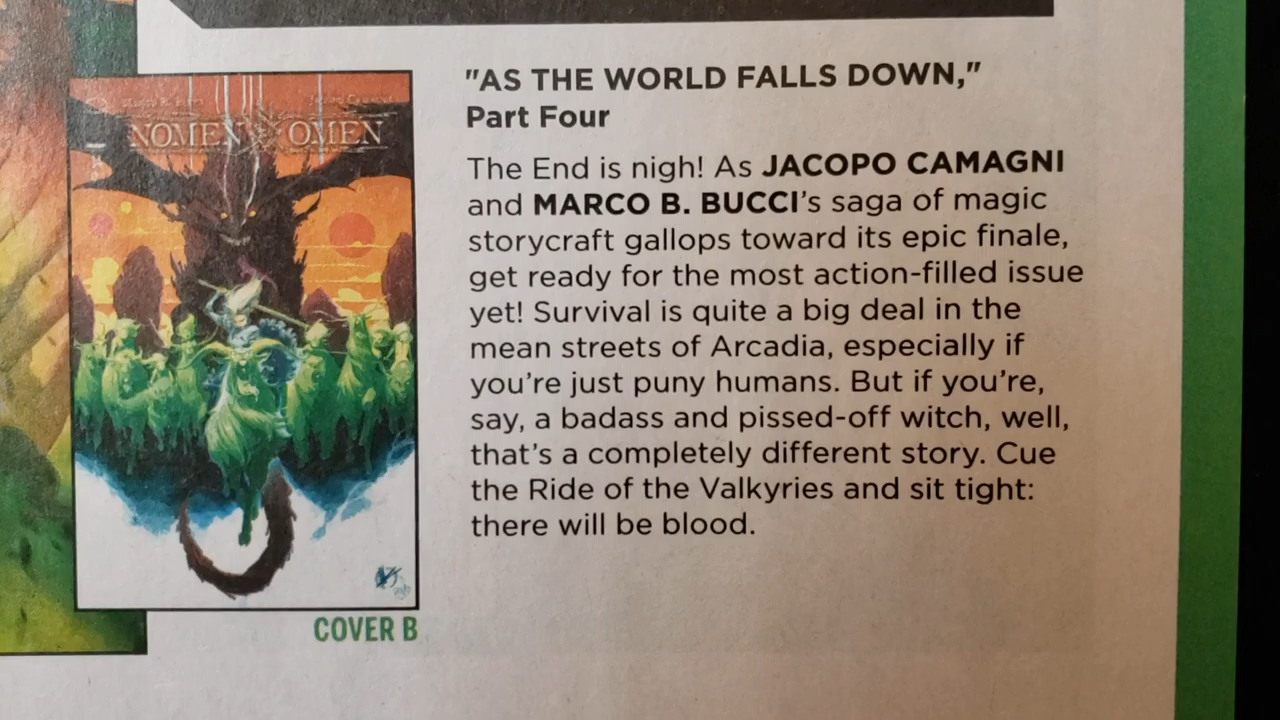 NOMEN OMEN
"AS THE WORLD FALLS DOWN,"
Part Four
The End is nigh! As JACOPO CAMAGNI
and MARCO B. BUCCI's saga of magic
storycraft gallops toward its epic finale,
get ready for the most action-filled issue
yet! Survival is quite a big deal in the
mean streets of Arcadia, especially if
you're just puny humans. But if you're,
say, a badass and pissed-off witch, well,
that's a completely different story. Cue
the Ride of the Valkyries and sit tight:
there will be blood.
COVER B